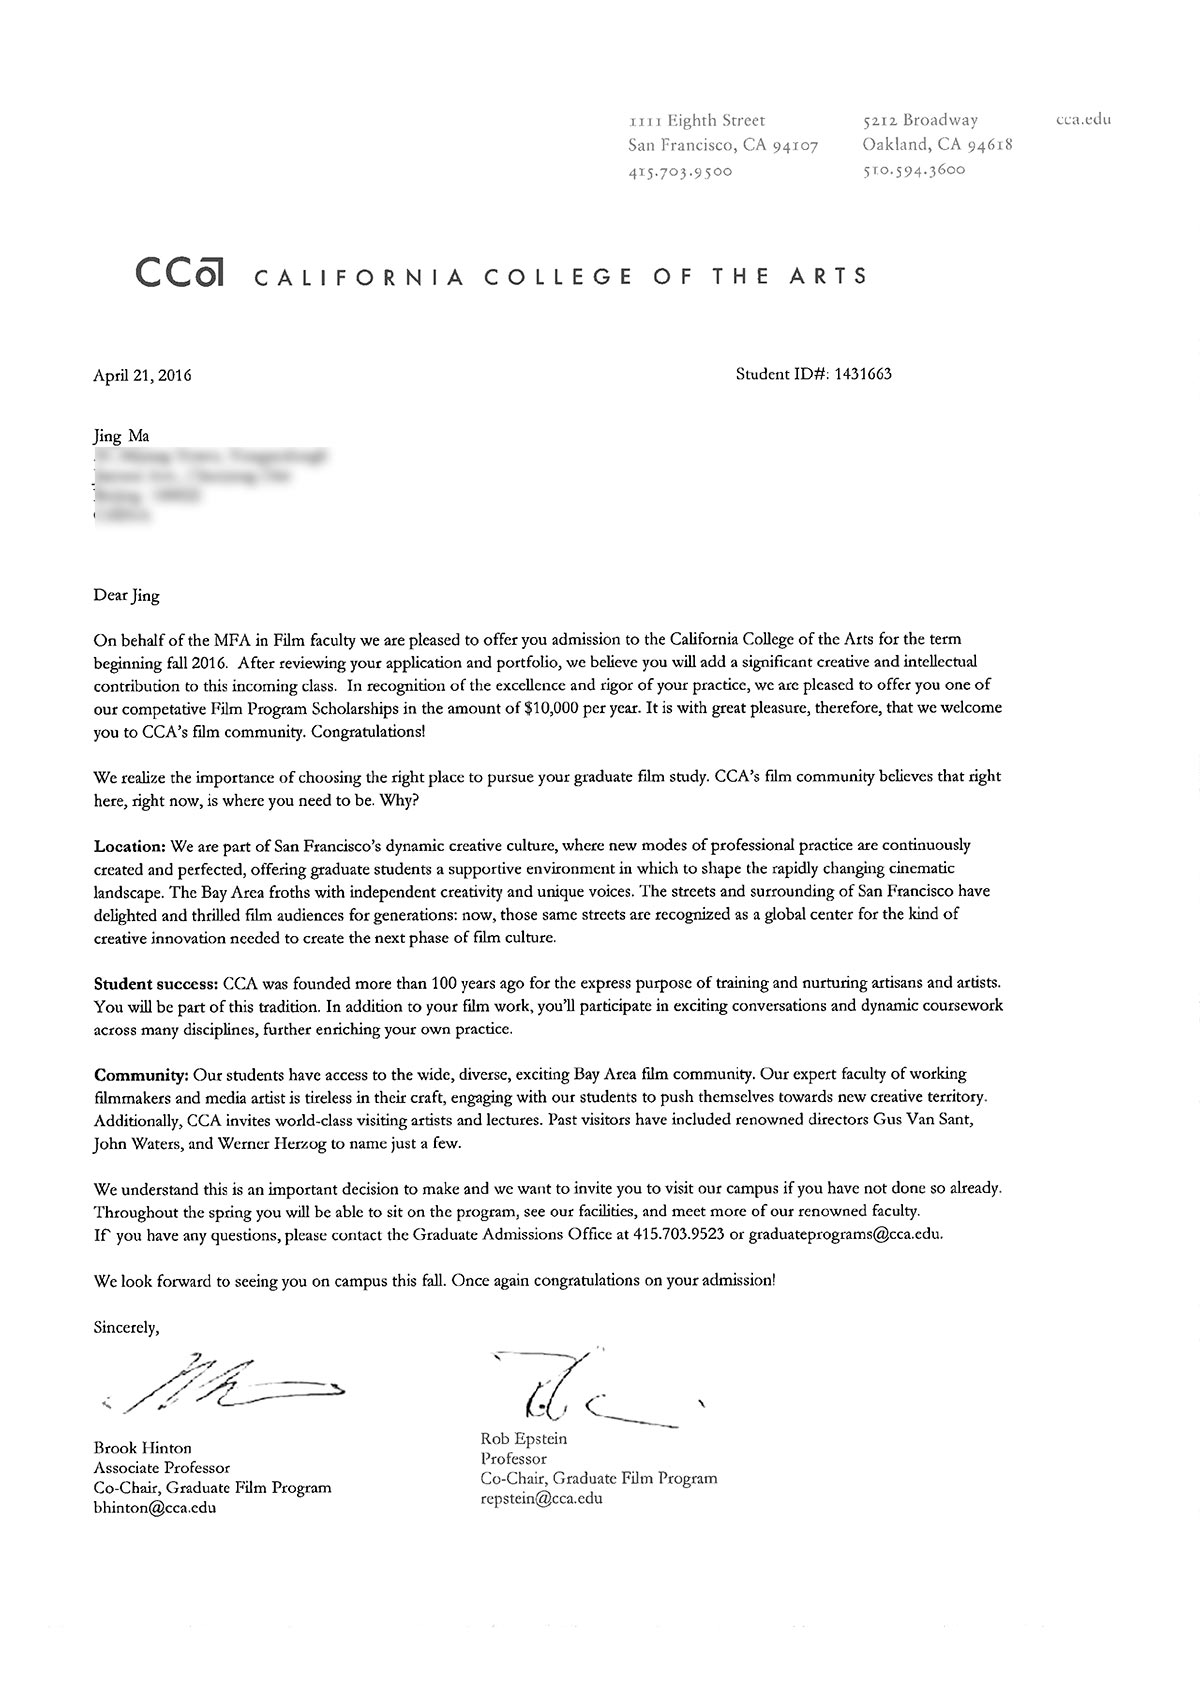 1111 Eighth Street
San Francisco, CA 94107
415.703.9500
5212 Broadway
Oakland, CA 94618
510.594.3600
cca.edu
CCA CALIFORNIA COLLEGE OF THE ARTS
April 21, 2016
Student ID#: 1431663
Jing Ma
Dear Jing
On behalf of the MFA in Film faculty we are pleased to offer you admission to the California College of the Arts for the term
beginning fall 2016. After reviewing your application and portfolio, we believe you will add a significant creative and intellectual
contribution to this incoming class. In recognition of the excellence and rigor of your practice, we are pleased to offer you one of
our competative Film Program Scholarships in the amount of $10,000 per year. It is with great pleasure, therefore, that we welcome
you to CCA's film community. Congratulations!
We realize the importance of choosing the right place to pursue your graduate film study. CCA's film community believes that right
here, right now, is where you need to be. Why?
Location: We are part of San Francisco's dynamic creative culture, where new modes of professional practice are continuously
created and perfected, offering graduate students a supportive environment in which to shape the rapidly changing cinematic
landscape. The Bay Area froths with independent creativity and unique voices. The streets and surrounding of San Francisco have
delighted and thrilled film audiences for generations: now, those same streets are recognized as a global center for the kind of
creative innovation needed to create the next phase of film culture.
Student success: CCA was founded more than 100 years ago for the express purpose of training and nurturing artisans and artists.
You will be part of this tradition. In addition to your film work, you'll participate in exciting conversations and dynamic coursework
across many disciplines, further enriching your own practice.
Community: Our students have access to the wide, diverse, exciting Bay Area film community. Our expert faculty of working
filmmakers and media artist is tireless in their craft, engaging with our students to push themselves towards new creative territory.
Additionally, CCA invites world-class visiting artists and lectures. Past visitors have included renowned directors Gus Van Sant,
John Waters, and Werner Herzog to name just a few.
We understand this is an important decision to make and we want to invite you to visit our campus if you have not done so already.
Throughout the spring you will be able to sit on the program, see our facilities, and meet more of our renowned faculty.
If you have any questions, please contact the Graduate Admissions Office at 415.703.9523 or graduateprograms@cca.edu.
We look forward to seeing you on campus this fall. Once again congratulations on your admission!
Sincerely,
Brook Hinton
Associate Professor
Co-Chair, Graduate Film Program
bhinton@cca.edu
Rob Epstein
Professor
Co-Chair, Graduate Film Program
repstein@cca.edu